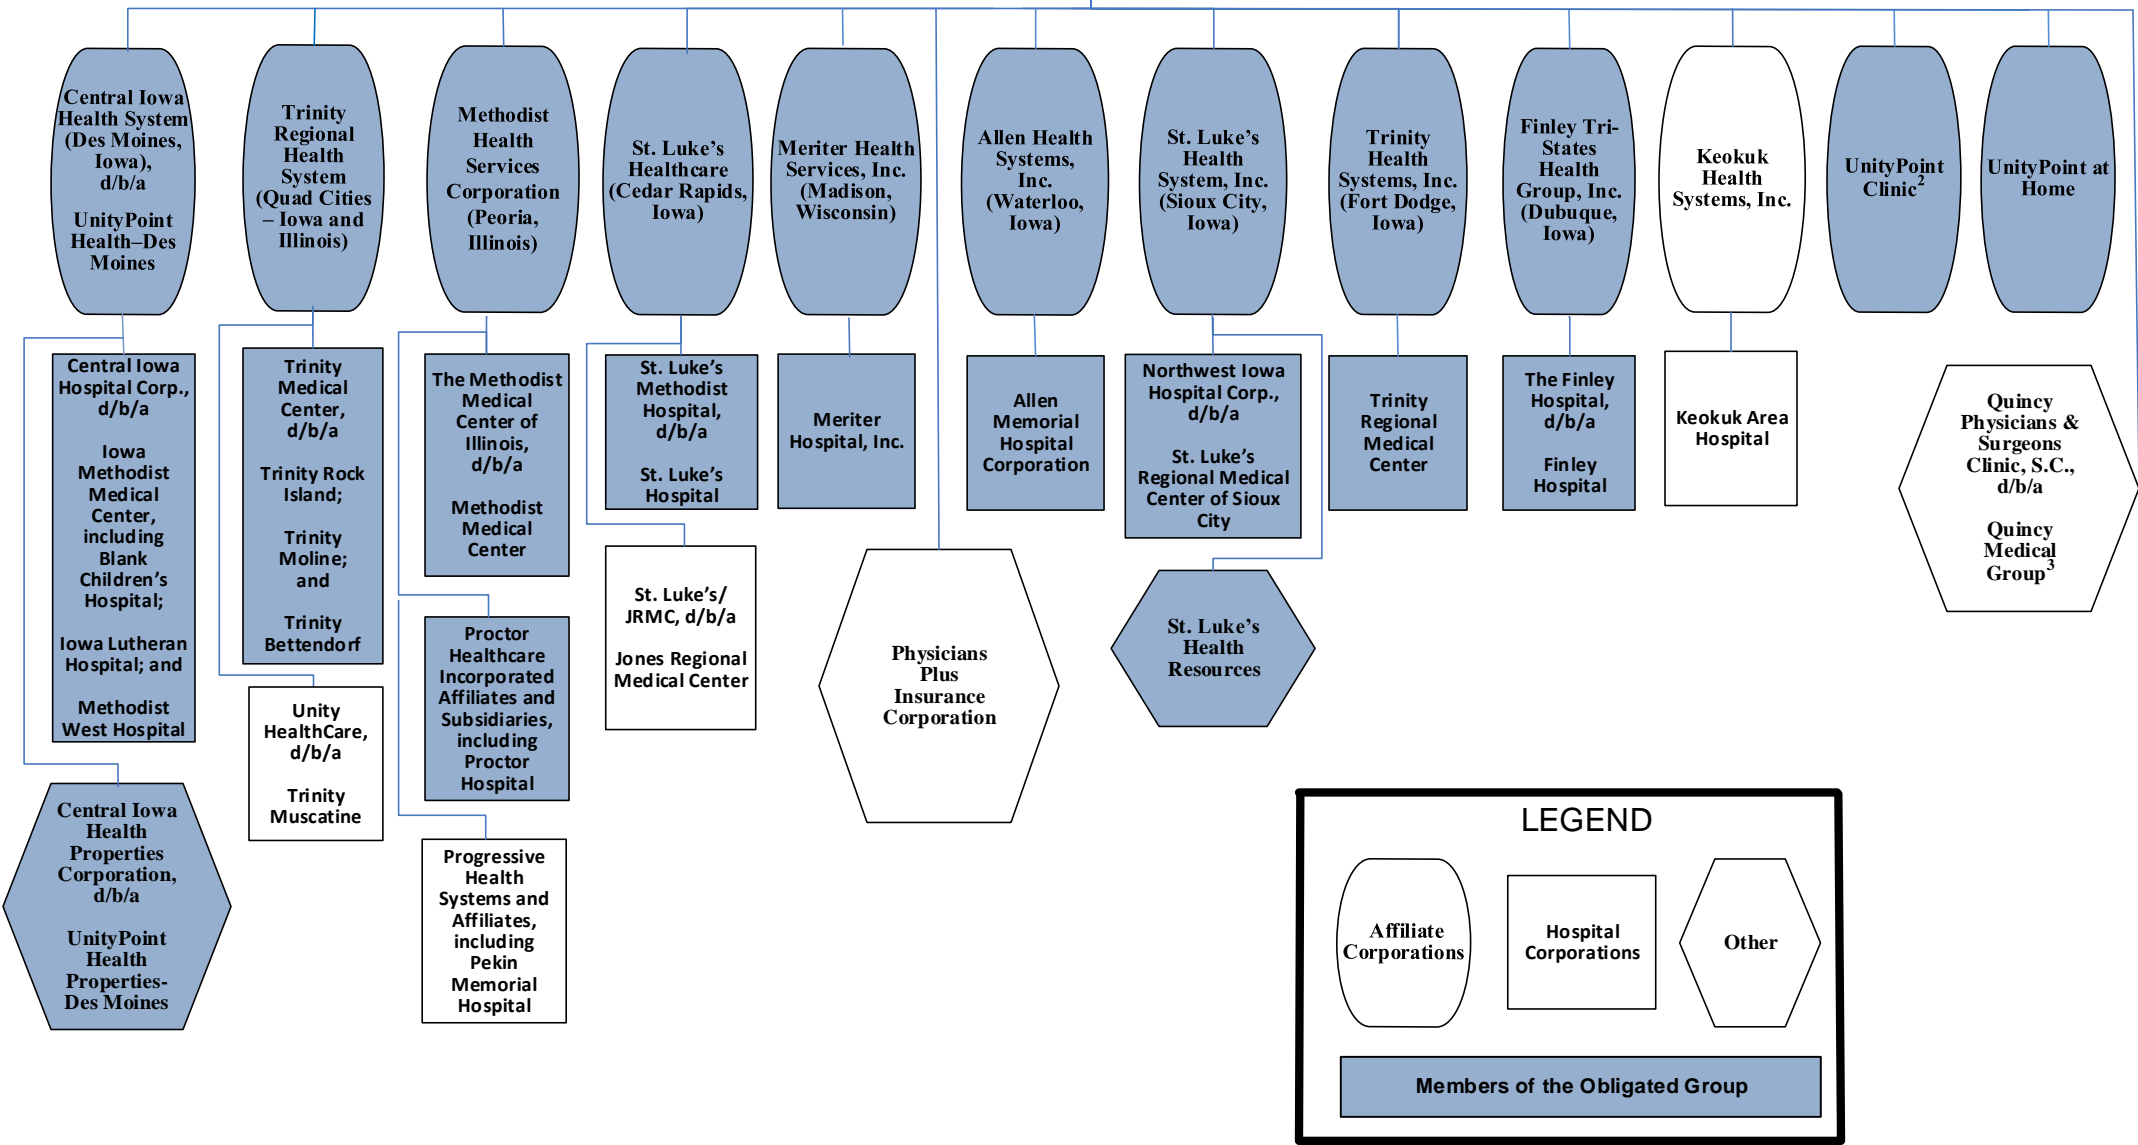 Central Iowa
Health System
(Des Moines,
Iowa),
d/b/a
UnityPoint
Health–Des
Moines
Trinity
Regional
Health
System
(Quad Cities
– Iowa and
Illinois)
Methodist
Health
Services
Corporation
(Peoria,
Illinois)
St. Luke’s
Healthcare
(Cedar Rapids,
Iowa)
Meriter Health
Services, Inc.
(Madison,
Wisconsin)
Allen Health
Systems,
Inc.
(Waterloo,
Iowa)
St. Luke’s
Health
System, Inc.
(Sioux City,
Iowa)
Trinity
Health
Systems, Inc.
(Fort Dodge,
Iowa)
Finley Tri-
States
Health
Group, Inc.
(Dubuque,
Iowa)
Keokuk
Health
Systems, Inc.
UnityPoint
Clinic2
UnityPoint at
Home
Central Iowa
Hospital Corp.,
d/b/a
Iowa
Methodist
Medical
Center,
including
Blank
Children’s
Hospital;
Iowa Lutheran
Hospital; and
Methodist
West Hospital
Trinity
Medical
Center,
d/b/a
Trinity Rock
Island;
Trinity
Moline;
and
Trinity
Bettendorf
The Methodist
Medical
Center of
Illinois,
d/b/a
Methodist
Medical
Center
St. Luke’s
Methodist
Hospital,
d/b/a
St. Luke’s
Hospital
Meriter
Hospital, Inc.
Allen
Memorial
Hospital
Corporation
Northwest Iowa
Hospital Corp.,
d/b/a
St. Luke’s
Regional Medical
Center of Sioux
City
Trinity
Regional
Medical
Center
The Finley
Hospital,
d/b/a
Finley
Hospital
Keokuk Area
Hospital
Quincy
Physicians &
Surgeons
Clinic, S.C.,
d/b/a
Quincy
Medical
Group3
St. Luke’s/
JRMC, d/b/a
Jones Regional
Medical Center
Physicians
Plus
Insurance
Corporation
St. Luke’s
Health
Resources
Proctor
Healthcare
Incorporated
Affiliates and
Subsidiaries,
including
Proctor
Hospital
Unity
HealthCare,
d/b/a
Trinity
Muscatine
Central Iowa
Health
Properties
Corporation,
d/b/a
UnityPoint
Health
Properties-
Des Moines
Progressive
Health
Systems and
Affiliates,
including
Pekin
Memorial
Hospital
LEGEND
Affiliate
Corporations
Hospital
Corporations
Other
Members of the Obligated Group